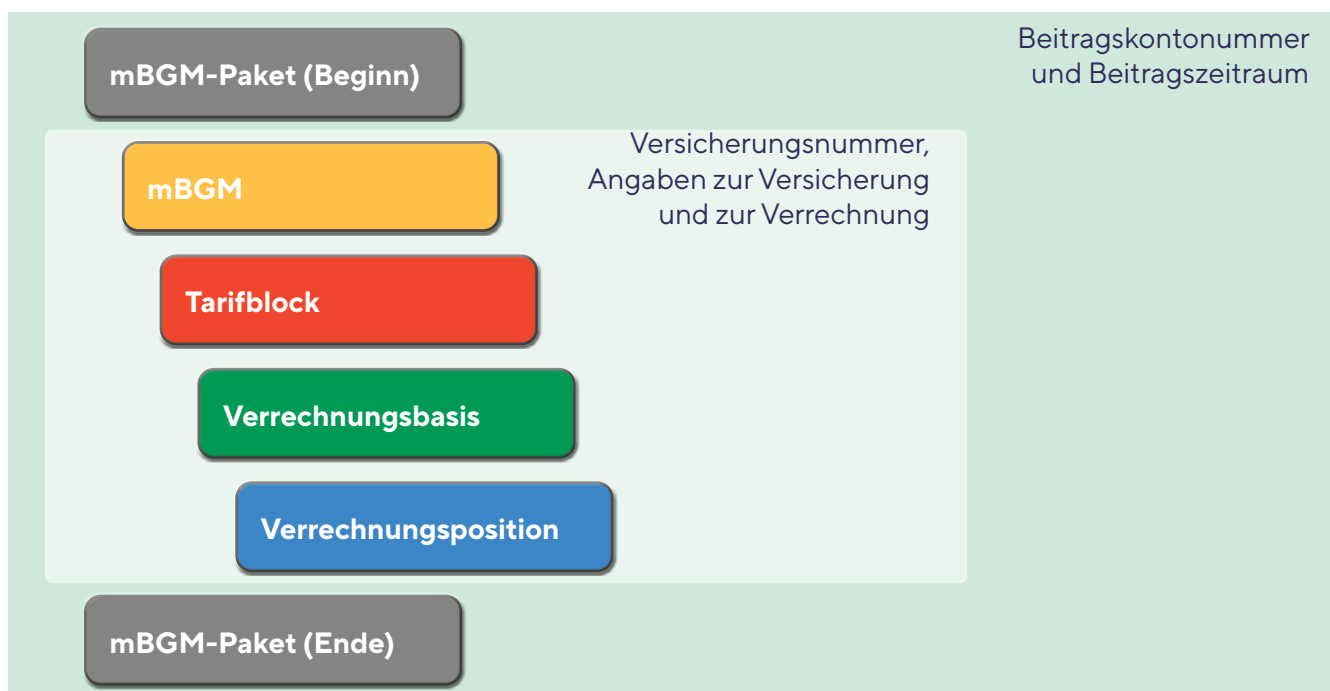 mBGM-Paket (Beginn)
Beitragskontonummer
und Beitragszeitraum
mBGM
Versicherungsnummer,
Angaben zur Versicherung
und zur Verrechnung
Tarifblock
Verrechnungsbasis
Verrechnungsposition
mBGM-Paket (Ende)